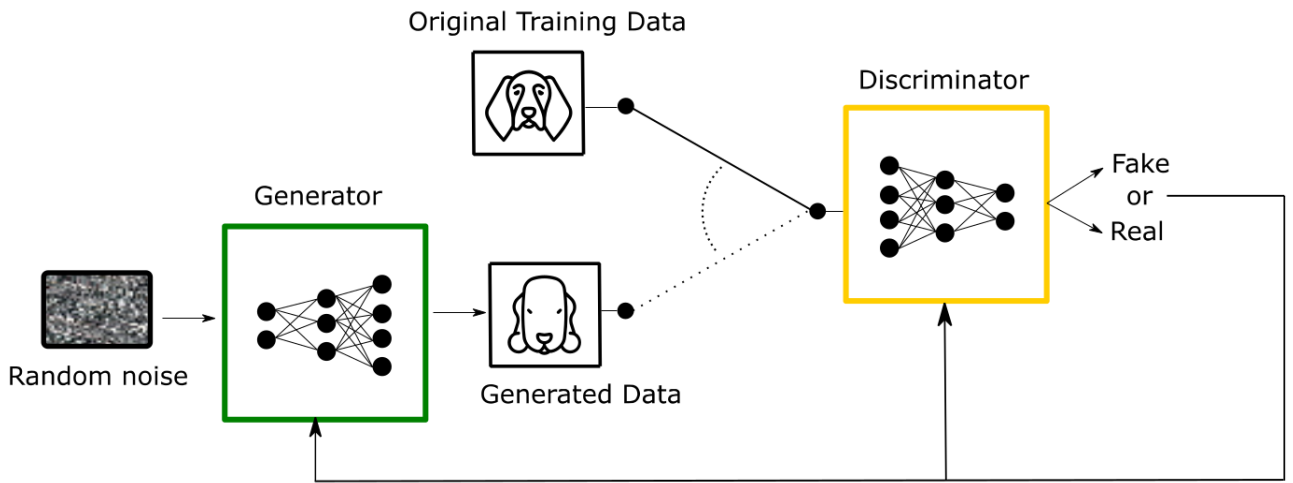 Original Training Data
Discriminator
Generator
Fake
or
Real
Random noise
Generated Data